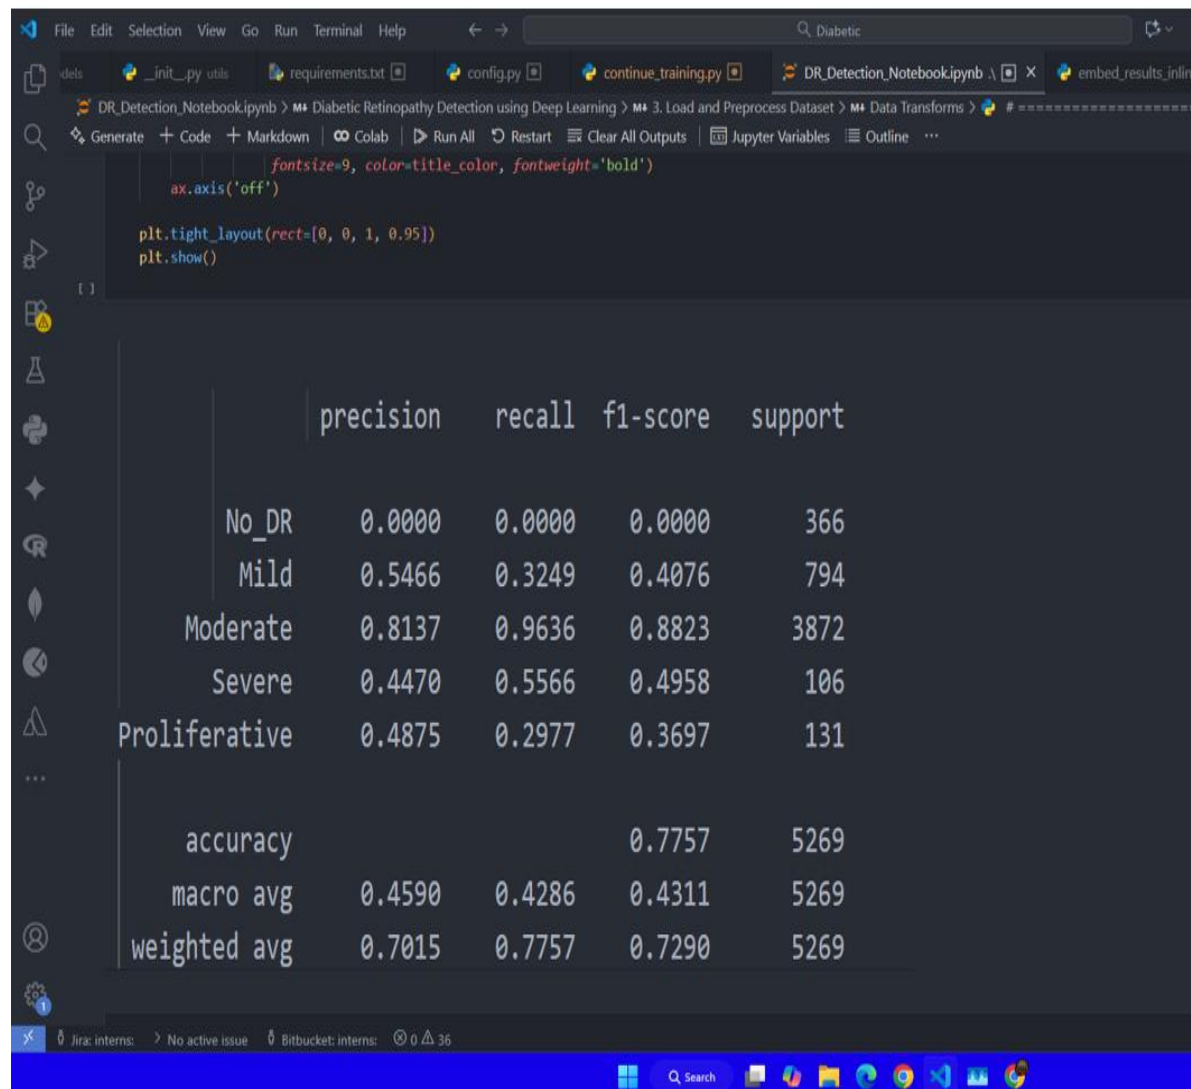 File Edit Selection View Go Run Terminal Help ← → Diabetic
dels __init__.py utils requirements.txt config.py continue_training.py DR_Detection_Notebook.ipynb .\ embed_results_inlin
DR_Detection_Notebook.ipynb > M↓ Diabetic Retinopathy Detection using Deep Learning > M↓ 3. Load and Preprocess Dataset > M↓ Data Transforms > # ====================
Generate + Code + Markdown | Colab | Run All Restart Clear All Outputs | Jupyter Variables Outline ...
fontsize=9, color=title_color, fontweight='bold')
ax.axis('off')
plt.tight_layout(rect=[0, 0, 1, 0.95])
plt.show()
[ ]
precision recall f1-score support
No_DR 0.0000 0.0000 0.0000 366
Mild 0.5466 0.3249 0.4076 794
Moderate 0.8137 0.9636 0.8823 3872
Severe 0.4470 0.5566 0.4958 106
Proliferative 0.4875 0.2977 0.3697 131
accuracy 0.7757 5269
macro avg 0.4590 0.4286 0.4311 5269
weighted avg 0.7015 0.7757 0.7290 5269
1
Jira: interns: > No active issue Bitbucket: interns: 0 36
Search